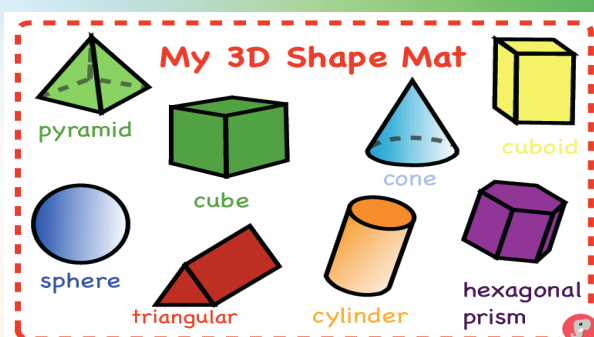 My 3D Shape Mat
pyramid
cube
cone
cuboid
sphere
triangular
cylinder
hexagonal
prism